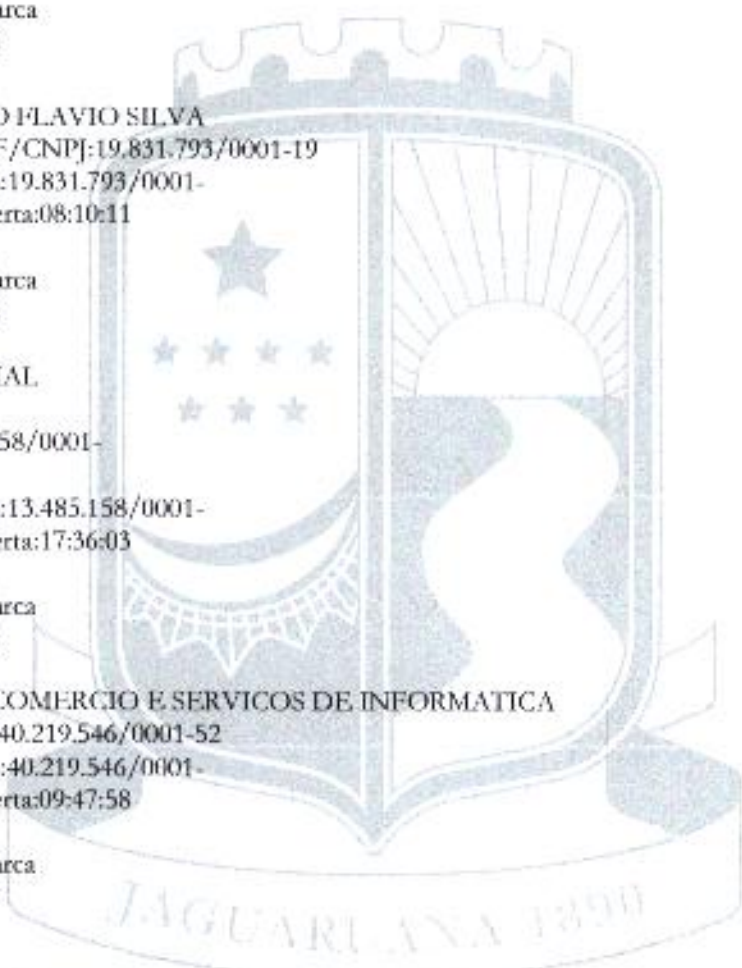 arca
O FLAVIO SILVA
F/CNPJ:19.831.793/0001-19
:19.831.793/0001-
erta:08:10:11
arca
IAL
58/0001-
:13.485.158/0001-
erta:17:36:03
arca
COMERCIO E SERVICOS DE INFORMATICA
40.219.546/0001-52
:40.219.546/0001-
erta:09:47:58
arca
JAGUARUANA 1890